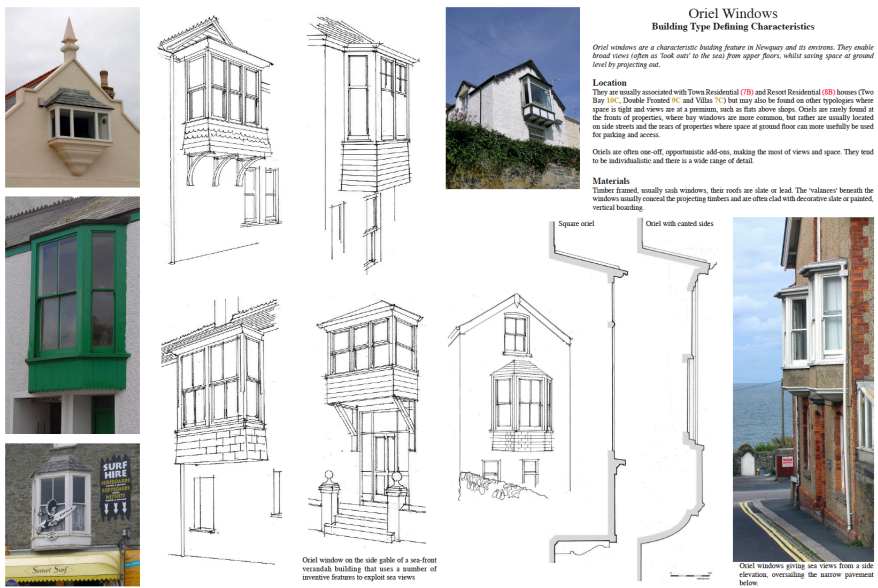 Oriel Windows
Building Type Defining Characteristics
Oriel windows are a characteristic buiding feature in Newquay and its environs. They enable
broad views (often as 'look outs' to the sea) from upper floors, whilst saving space at ground
level by projecting out.
Location
They are usually associated with Town Residential (7B) and Resort Residential (8B) houses (Two
Bay 10C, Double Fronted 9C and Villas 7C) but may also be found on other typologies where
space is tight and views are at a premium, such as flats above shops. Oriels are rarely found at
the fronts of properties, where bay windows are more common, but rather are usually located
on side streets and the rears of properties where space at ground floor can more usefully be used
for parking and access.
Oriels are often one-off, opportunistic add-ons, making the most of views and space. They tend
to be individualistic and there is a wide range of detail.
Materials
Timber framed, usually sash windows, their roofs are slate or lead. The 'valances' beneath the
windows usually conceal the projecting timbers and are often clad with decorative slate or painted,
vertical boarding.
Square oriel
Oriel with canted sides
SURF
HIRE
SURFBOARDS
BODYBOARDS
WETSUITS
Sunset Surf
Oriel window on the side gable of a sea-front
verandah building that uses a number of
inventive features to exploit sea views
Oriel windows giving sea views from a side
elevation, oversailing the narrow pavement
below.